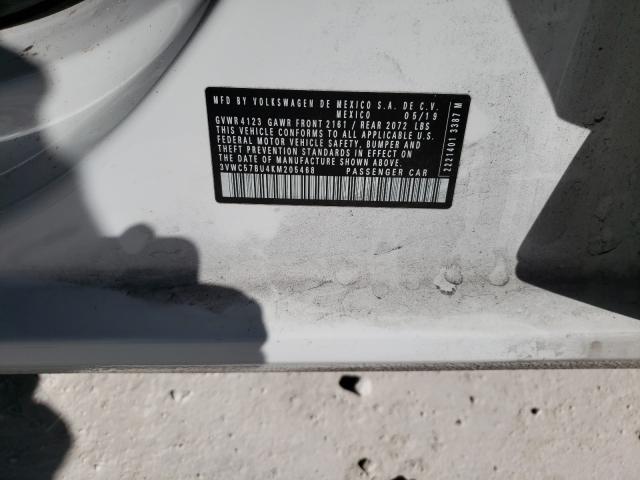 MFD BY VOLKSWAGEN DE MEXICO S.A. DE C.V.
MEXICO 05/19
GVWR 4123 GAWR FRONT 2161 / REAR 2072 LBS
THIS VEHICLE CONFORMS TO ALL APPLICABLE U.S.
FEDERAL MOTOR VEHICLE SAFETY, BUMPER AND
THEFT PREVENTION STANDARDS IN EFFECT ON
THE DATE OF MANUFACTURE SHOWN ABOVE.
3VWC57BU4KM205468 PASSENGER CAR
2221401 3387 M